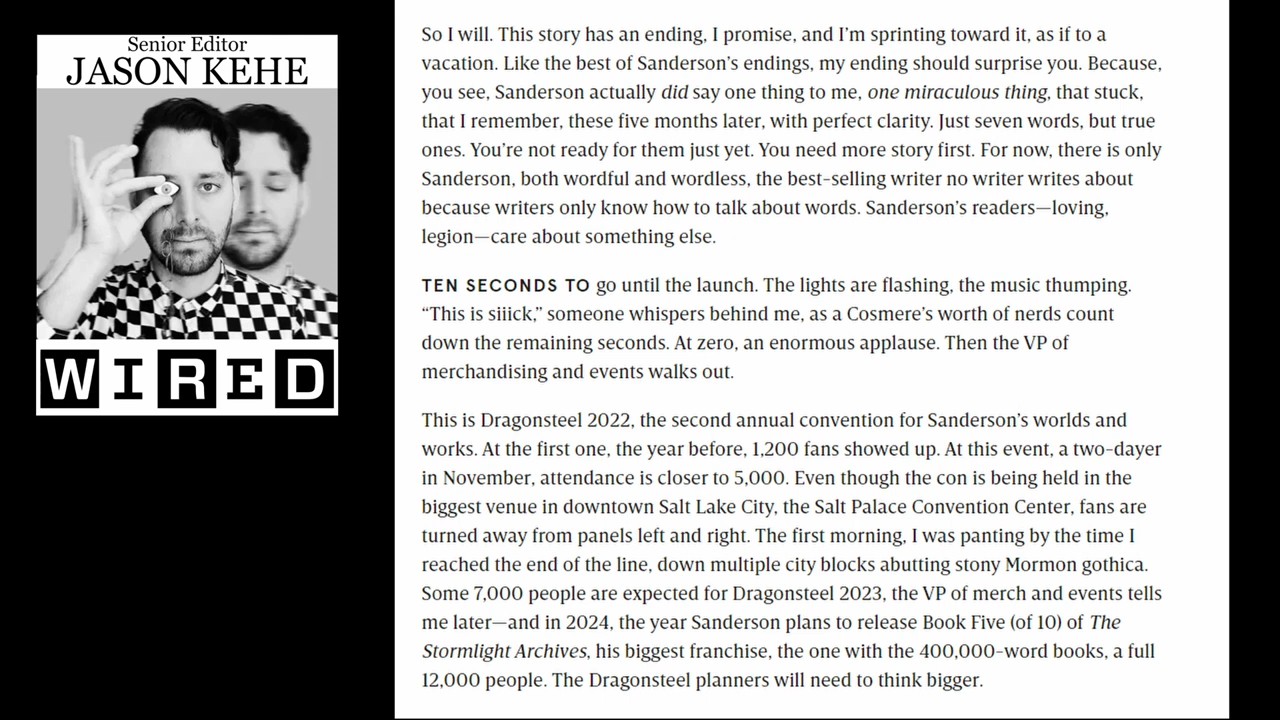 Senior Editor
JASON KEHE
WIRED
So I will. This story has an ending, I promise, and I'm sprinting toward it, as if to a
vacation. Like the best of Sanderson's endings, my ending should surprise you. Because,
you see, Sanderson actually did say one thing to me, one miraculous thing, that stuck,
that I remember, these five months later, with perfect clarity. Just seven words, but true
ones. You're not ready for them just yet. You need more story first. For now, there is only
Sanderson, both wordful and wordless, the best-selling writer no writer writes about
because writers only know how to talk about words. Sanderson's readers—loving,
legion—care about something else.
TEN SECONDS TO go until the launch. The lights are flashing, the music thumping.
“This is siiick,” someone whispers behind me, as a Cosmere's worth of nerds count
down the remaining seconds. At zero, an enormous applause. Then the VP of
merchandising and events walks out.
This is Dragonsteel 2022, the second annual convention for Sanderson's worlds and
works. At the first one, the year before, 1,200 fans showed up. At this event, a two-dayer
in November, attendance is closer to 5,000. Even though the con is being held in the
biggest venue in downtown Salt Lake City, the Salt Palace Convention Center, fans are
turned away from panels left and right. The first morning, I was panting by the time I
reached the end of the line, down multiple city blocks abutting stony Mormon gothica.
Some 7,000 people are expected for Dragonsteel 2023, the VP of merch and events tells
me later—and in 2024, the year Sanderson plans to release Book Five (of 10) of The
Stormlight Archives, his biggest franchise, the one with the 400,000-word books, a full
12,000 people. The Dragonsteel planners will need to think bigger.